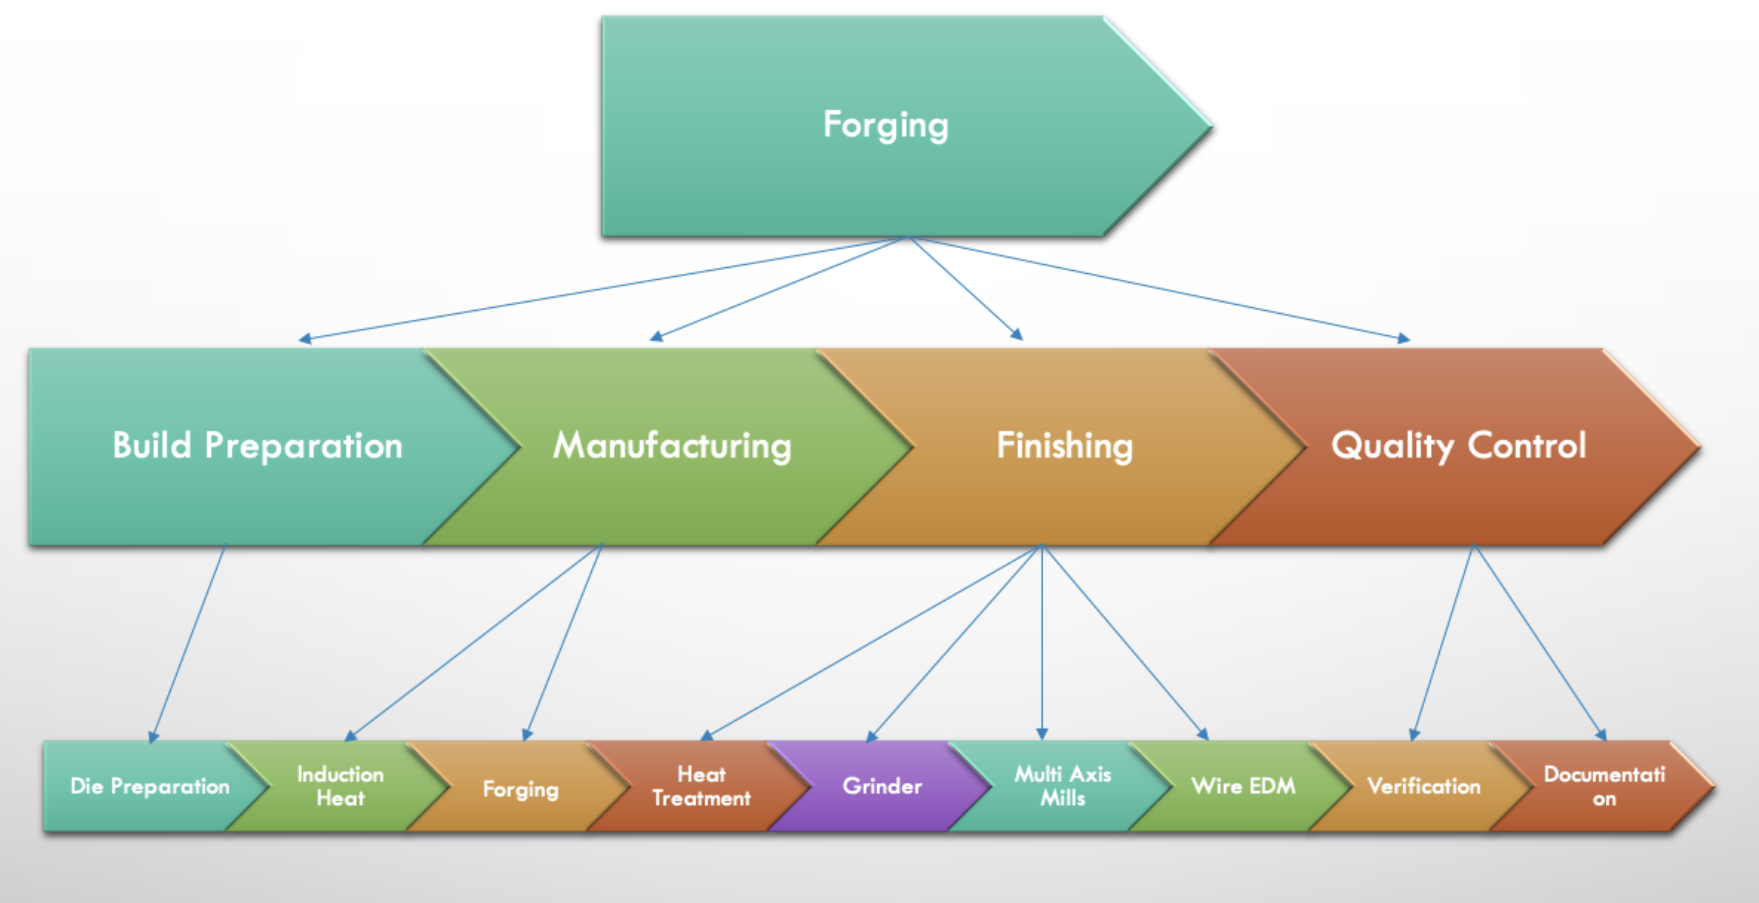 Forging
Build Preparation
Manufacturing
Finishing
Quality Control
Die Preparation
Induction
Heat
Forging
Heat
Treatment
Grinder
Multi Axis
Mills
Wire EDM
Verification
Documentati
on